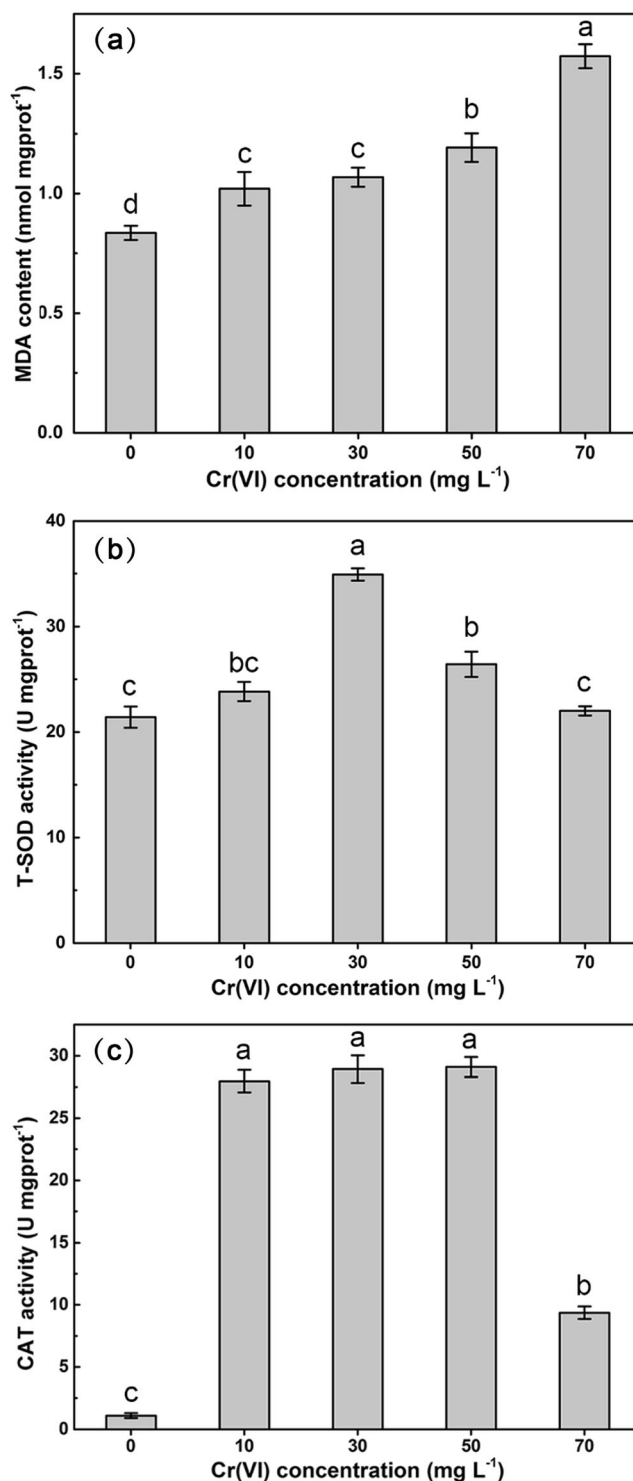 (a)
MDA content (nmol mgprot⁻¹)
1.5
1.0
0.5
0.0
d
c
c
b
a
0 10 30 50 70
Cr(VI) concentration (mg L⁻¹)
(b)
T-SOD activity (U mgprot⁻¹)
40
30
20
10
0
c
bc
a
b
c
0 10 30 50 70
Cr(VI) concentration (mg L⁻¹)
(c)
CAT activity (U mgprot⁻¹)
30
25
20
15
10
5
0
c
a
a
a
b
0 10 30 50 70
Cr(VI) concentration (mg L⁻¹)